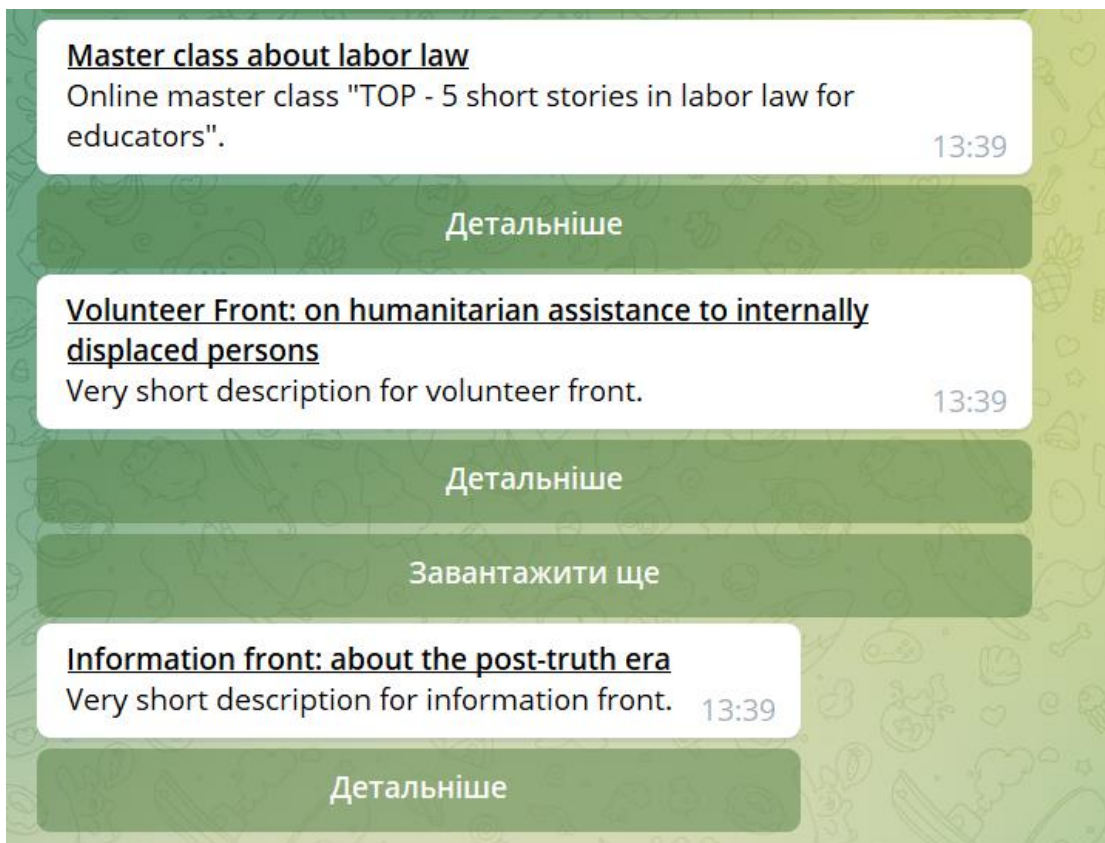 Master class about labor law
Online master class "TOP - 5 short stories in labor law for
educators".
13:39
Детальніше
Volunteer Front: on humanitarian assistance to internally
displaced persons
Very short description for volunteer front.
13:39
Детальніше
Завантажити ще
Information front: about the post-truth era
Very short description for information front.
13:39
Детальніше